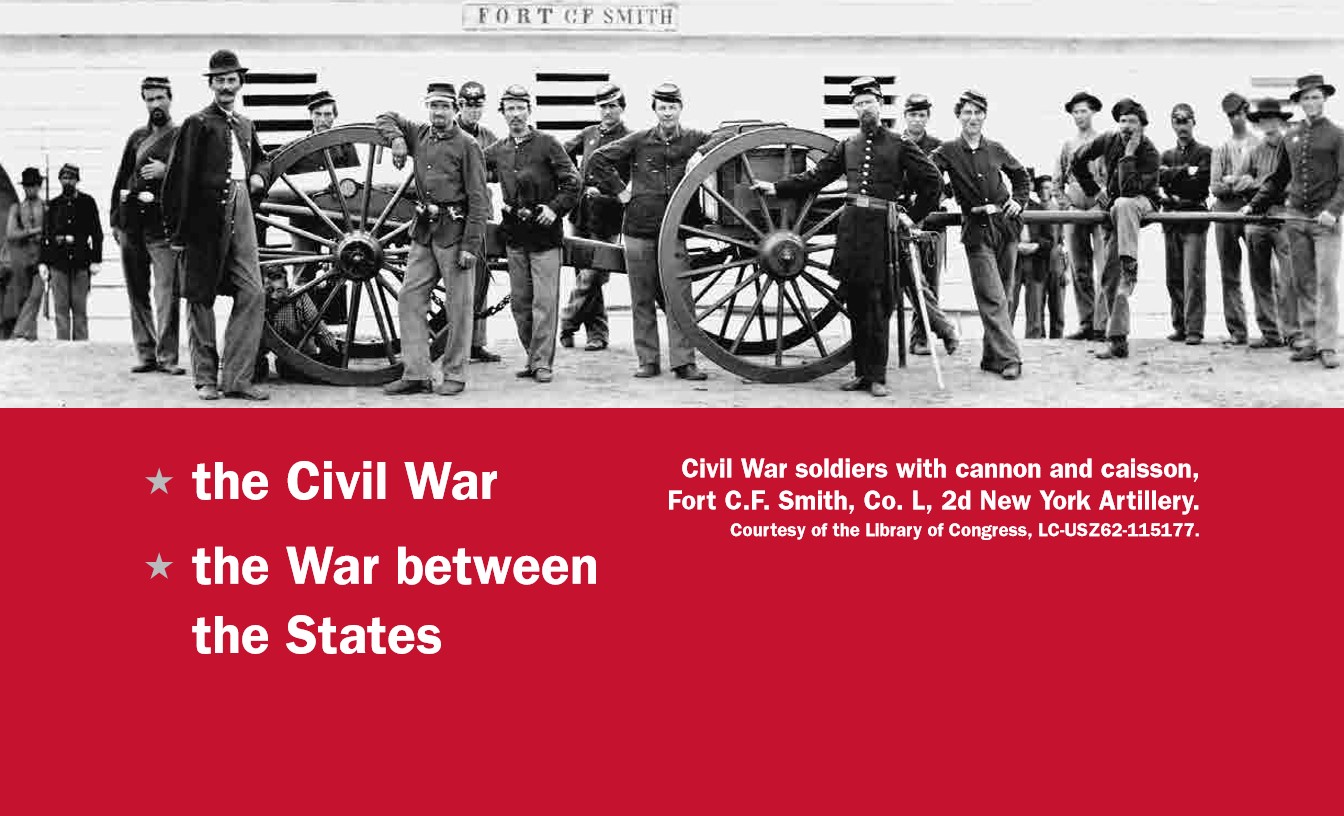 FORT CF SMITH
the Civil War
the War between
the States
Civil War soldiers with cannon and caisson,
Fort C.F. Smith, Co. L, 2d New York Artillery.
Courtesy of the Library of Congress, LC-USZ62-115177.